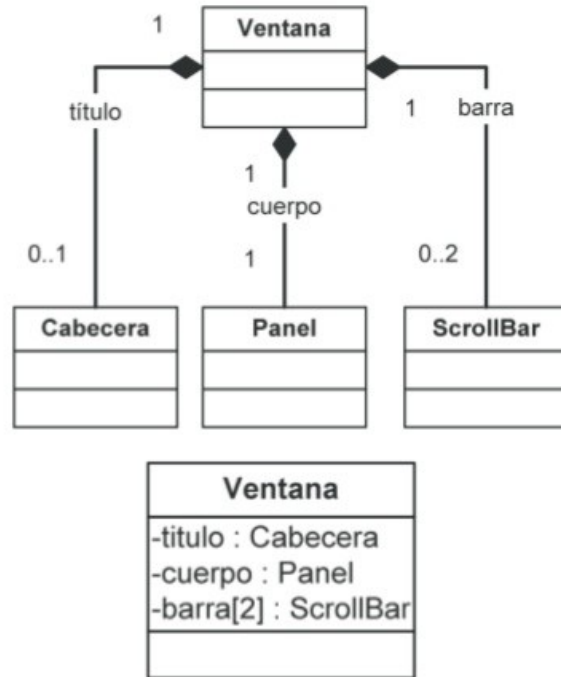 1
Ventana
título
1
barra
1
cuerpo
0..1
1
0..2
Cabecera
Panel
ScrollBar
Ventana
-titulo : Cabecera
-cuerpo : Panel
-barra[2] : ScrollBar